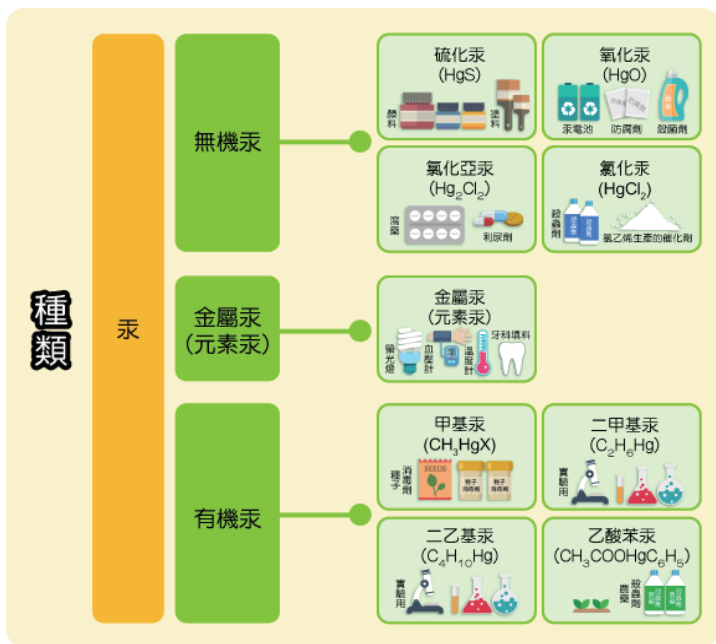 種類
汞
無機汞
硫化汞
(HgS)
顏料
塗料
氧化汞
(HgO)
汞電池
防腐劑
殺菌劑
氯化亞汞
(Hg₂Cl₂)
瀉藥
利尿劑
氯化汞
(HgCl₂)
殺蟲劑
氯乙烯生產的催化劑
金屬汞
(元素汞)
金屬汞
(元素汞)
螢光燈
血壓計
溫度計
牙科填料
有機汞
甲基汞
(CH₃HgX)
種子
消毒劑
SEEDS
二甲基汞
(C₂H₆Hg)
實驗用
二乙基汞
(C₄H₁₀Hg)
實驗用
乙酸苯汞
(CH₃COOHgC₆H₅)
農藥
殺蟲劑